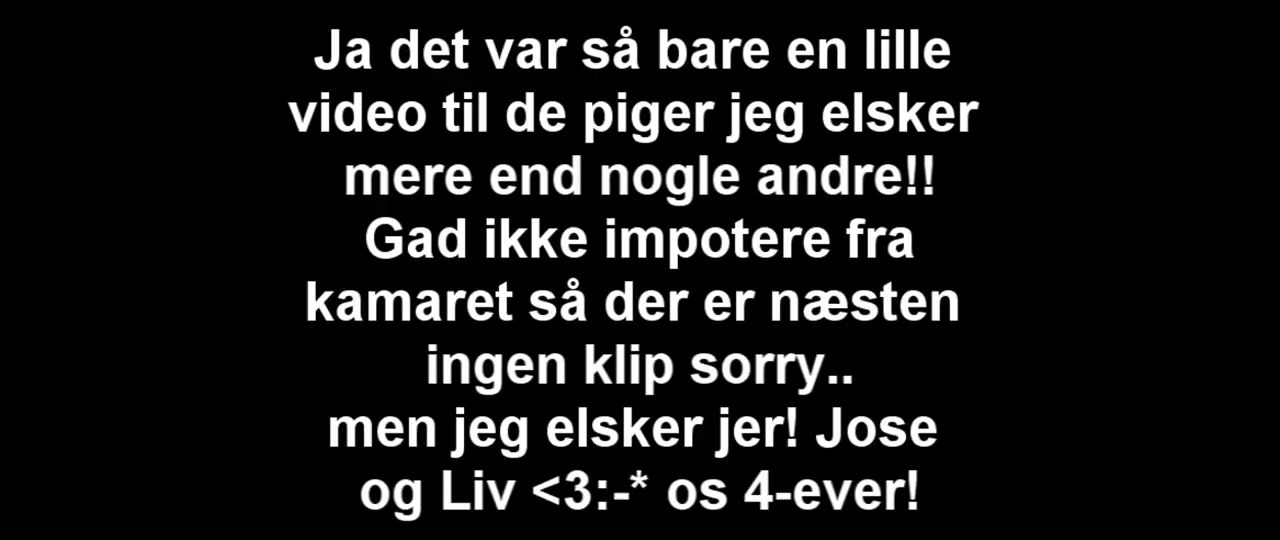 Ja det var så bare en lille
video til de piger jeg elsker
mere end nogle andre!!
Gad ikke impotere fra
kamaret så der er næsten
ingen klip sorry..
men jeg elsker jer! Jose
og Liv <3:-* os 4-ever!